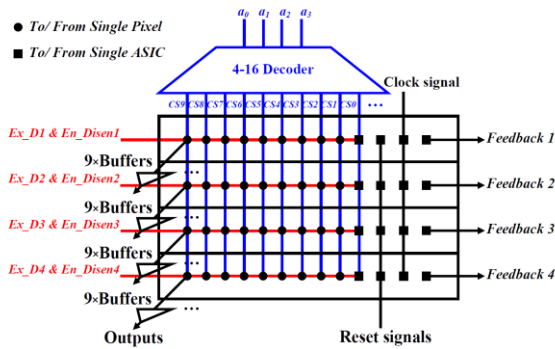 a0 a1 a2 a3
To/ From Single Pixel
To/ From Single ASIC
4-16 Decoder
Clock signal
CS9 CS8 CS7 CS6 CS5 CS4 CS3 CS2 CS1 CS0 ...
Ex_D1 & En_Disen1
Feedback 1
9×Buffers
...
Ex_D2 & En_Disen2
Feedback 2
9×Buffers
...
Ex_D3 & En_Disen3
Feedback 3
9×Buffers
...
Ex_D4 & En_Disen4
Feedback 4
9×Buffers
...
Outputs
Reset signals